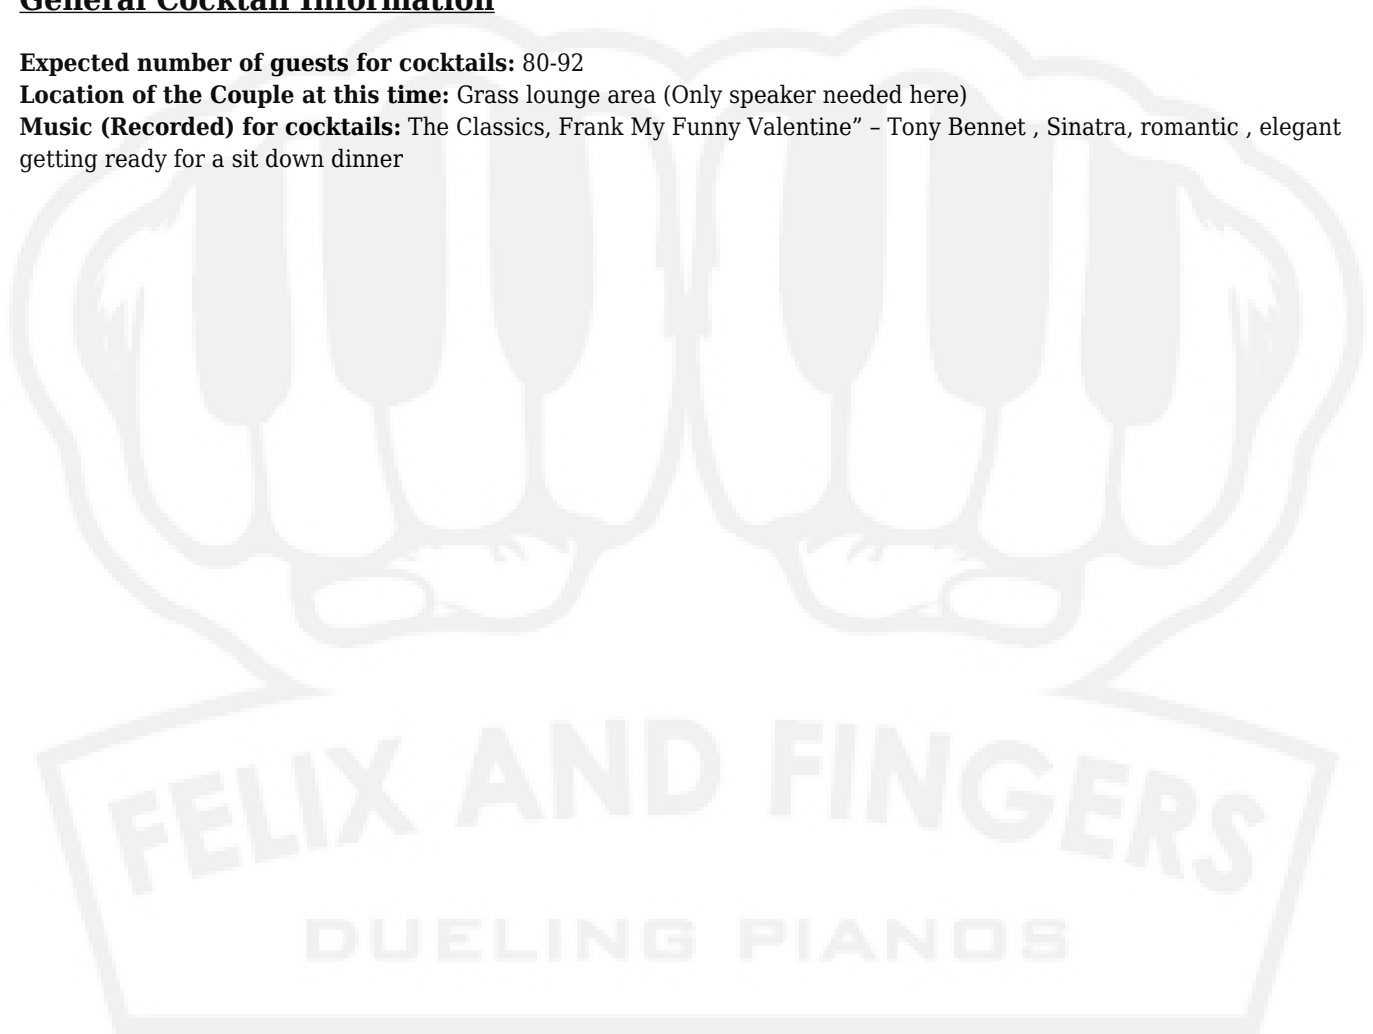 General Cocktail Information
Expected number of guests for cocktails: 80-92
Location of the Couple at this time: Grass lounge area (Only speaker needed here)
Music (Recorded) for cocktails: The Classics, Frank My Funny Valentine” – Tony Bennet , Sinatra, romantic , elegant
getting ready for a sit down dinner
FELIX AND FINGERS
DUELING PIANOS